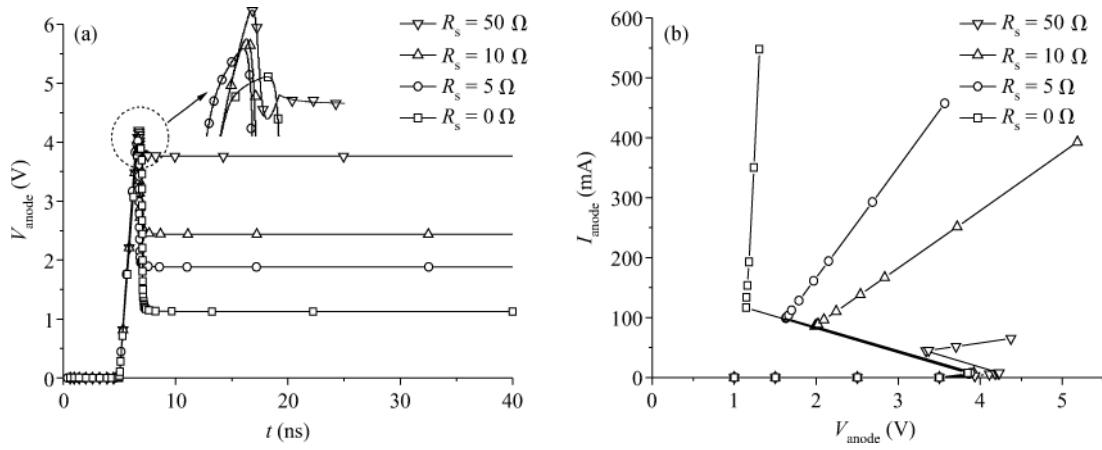 (a)
R_s = 50 Ω
R_s = 10 Ω
R_s = 5 Ω
R_s = 0 Ω
V_anode (V)
6
5
4
3
2
1
0
0
10
20
30
40
t (ns)
(b)
R_s = 50 Ω
R_s = 10 Ω
R_s = 5 Ω
R_s = 0 Ω
I_anode (mA)
600
500
400
300
200
100
0
0
1
2
3
4
5
V_anode (V)